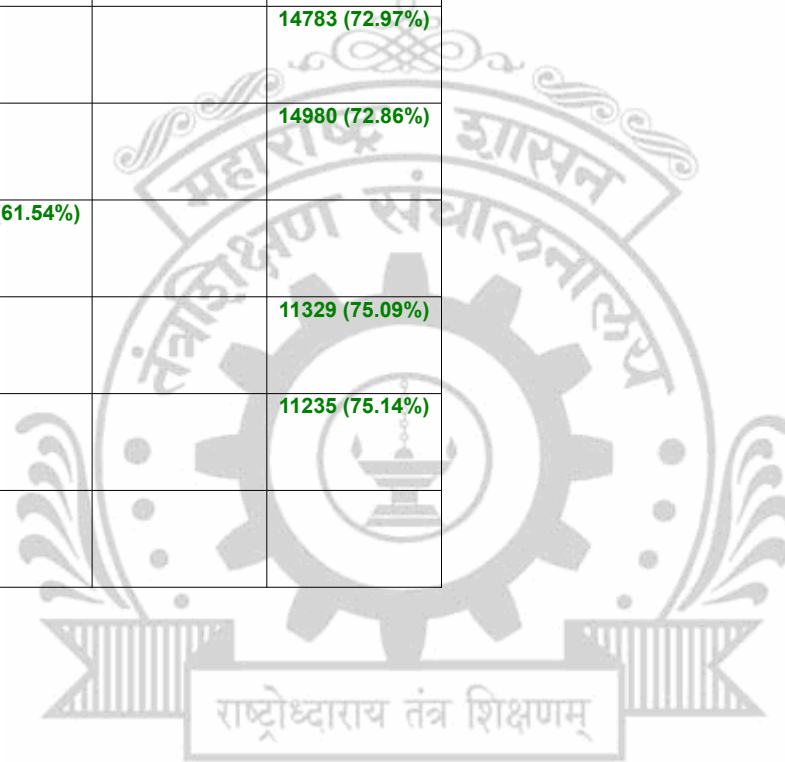 14783 (72.97%)
14980 (72.86%)
61.54%)
11329 (75.09%)
11235 (75.14%)
महाराष्ट्र शासन
तंत्रशिक्षण संचालनालय
राष्ट्रोध्दाराय तंत्र शिक्षणम्